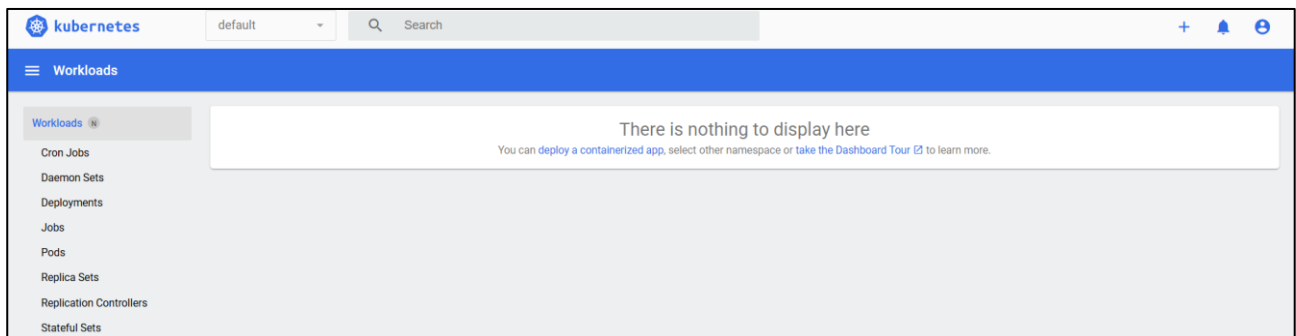 kubernetes
default
Search
Workloads
Workloads N
There is nothing to display here
You can deploy a containerized app, select other namespace or take the Dashboard Tour to learn more.
Cron Jobs
Daemon Sets
Deployments
Jobs
Pods
Replica Sets
Replication Controllers
Stateful Sets